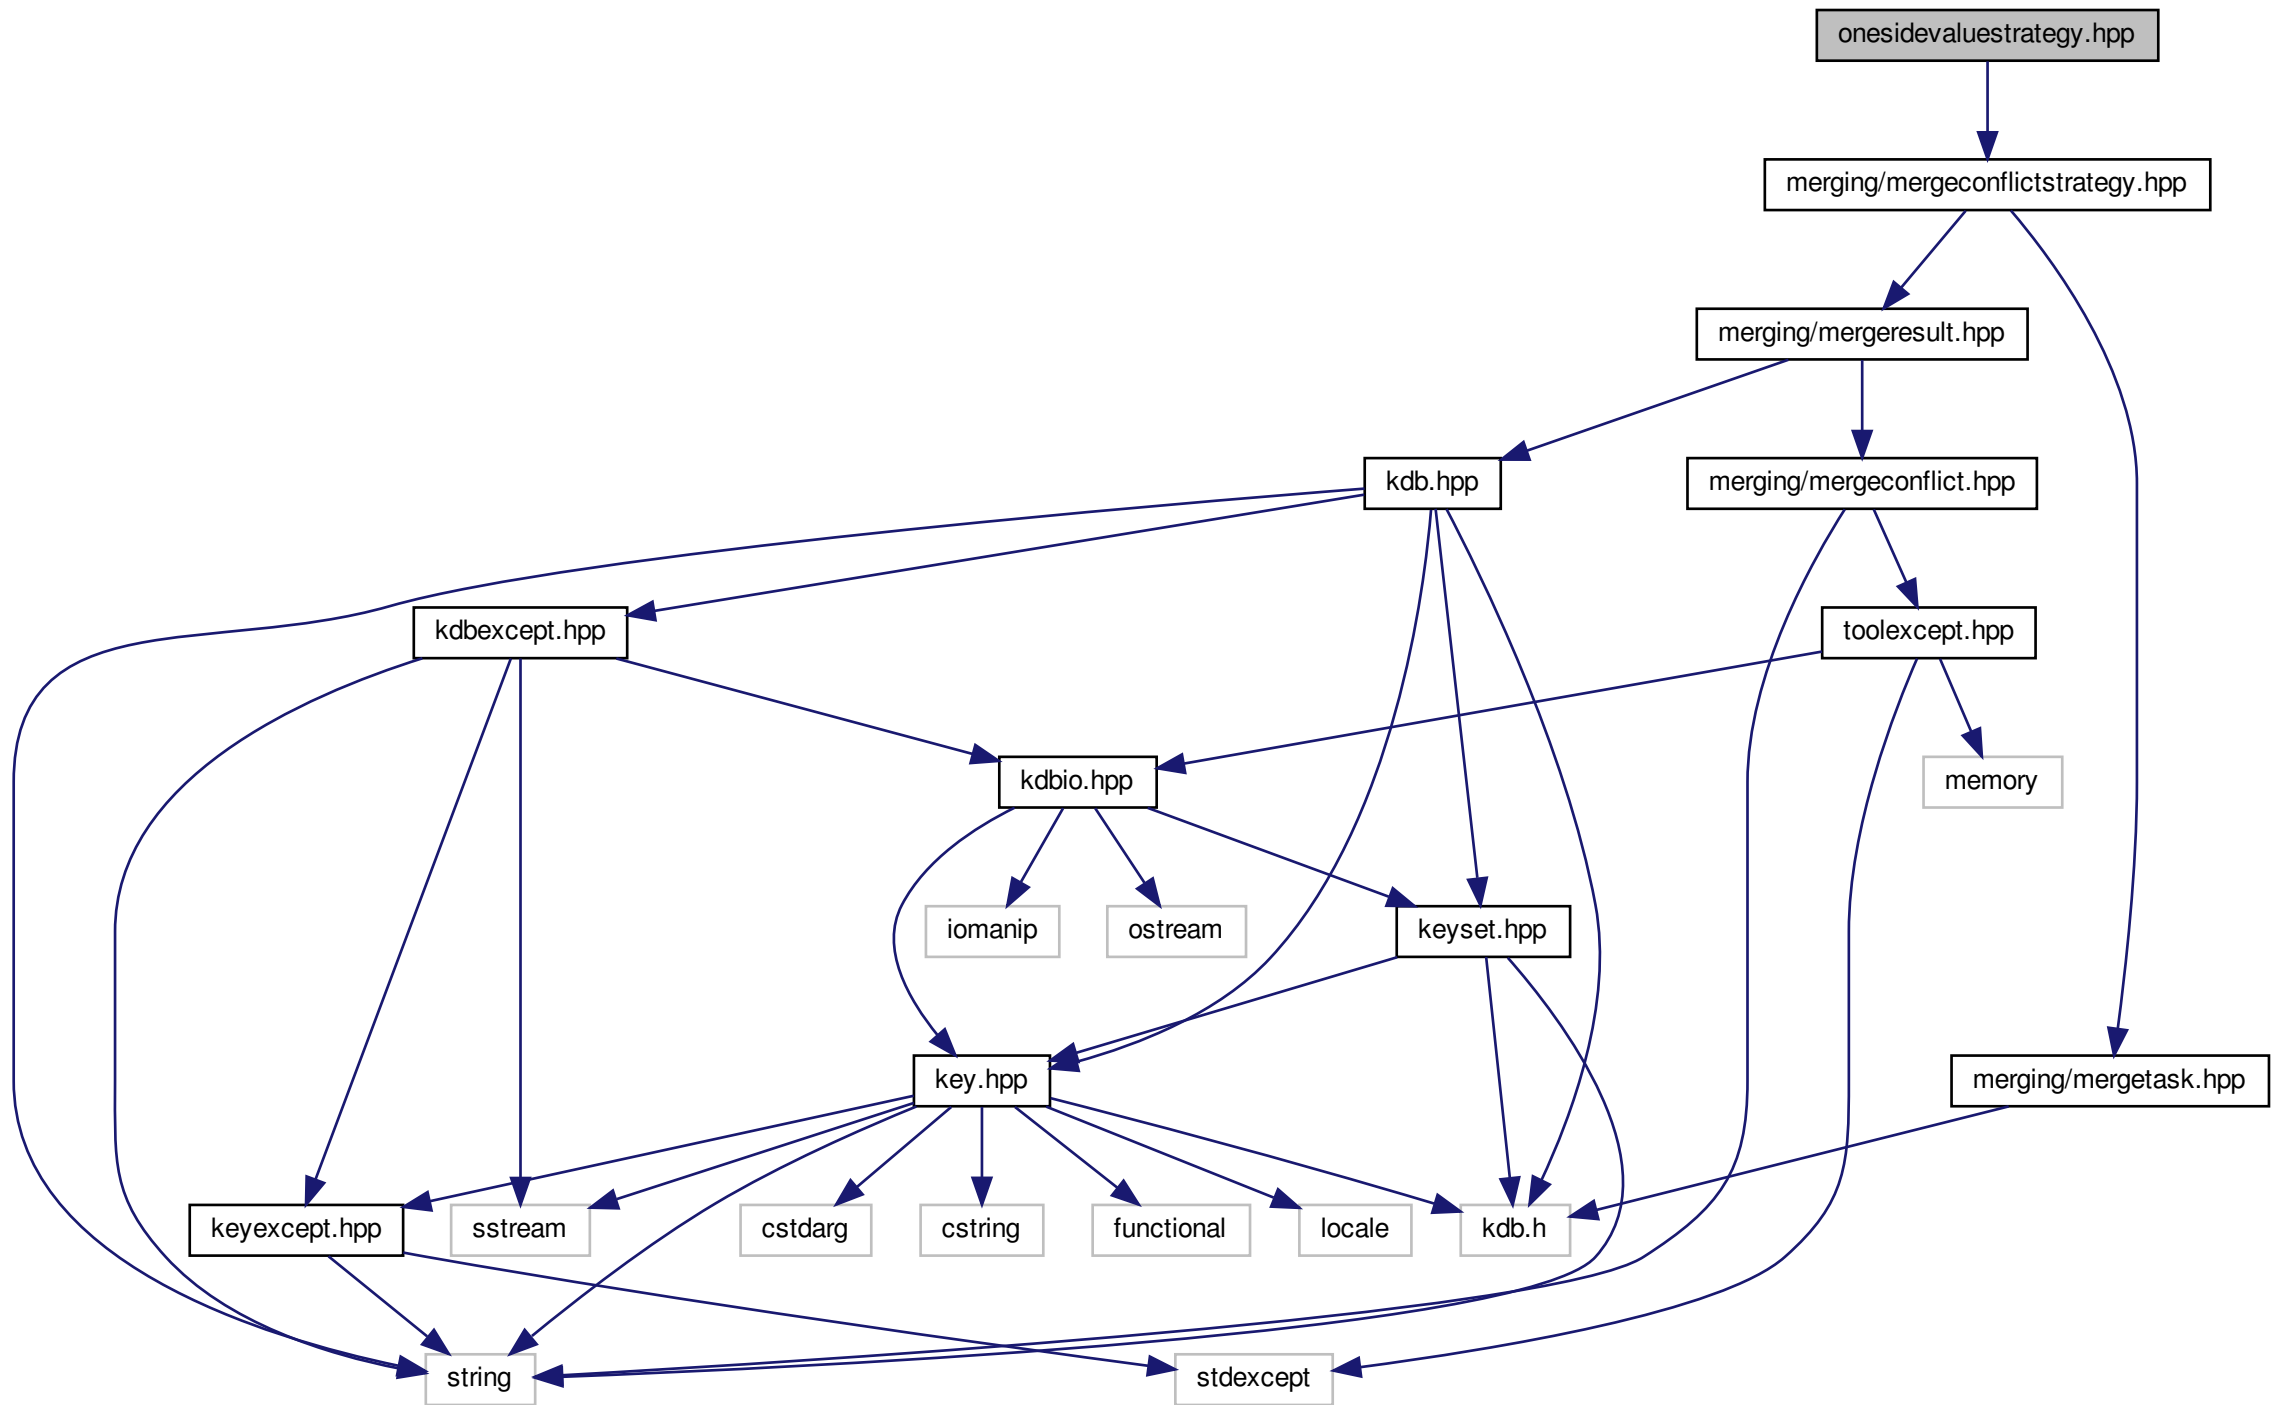 onesidevaluestrategy.hpp
merging/mergeconflictstrategy.hpp
merging/mergeresult.hpp
kdb.hpp
merging/mergeconflict.hpp
kdbexcept.hpp
toolexcept.hpp
kdbio.hpp
memory
iomanip
ostream
keyset.hpp
key.hpp
merging/mergetask.hpp
keyexcept.hpp
sstream
cstdarg
cstring
functional
locale
kdb.h
string
stdexcept